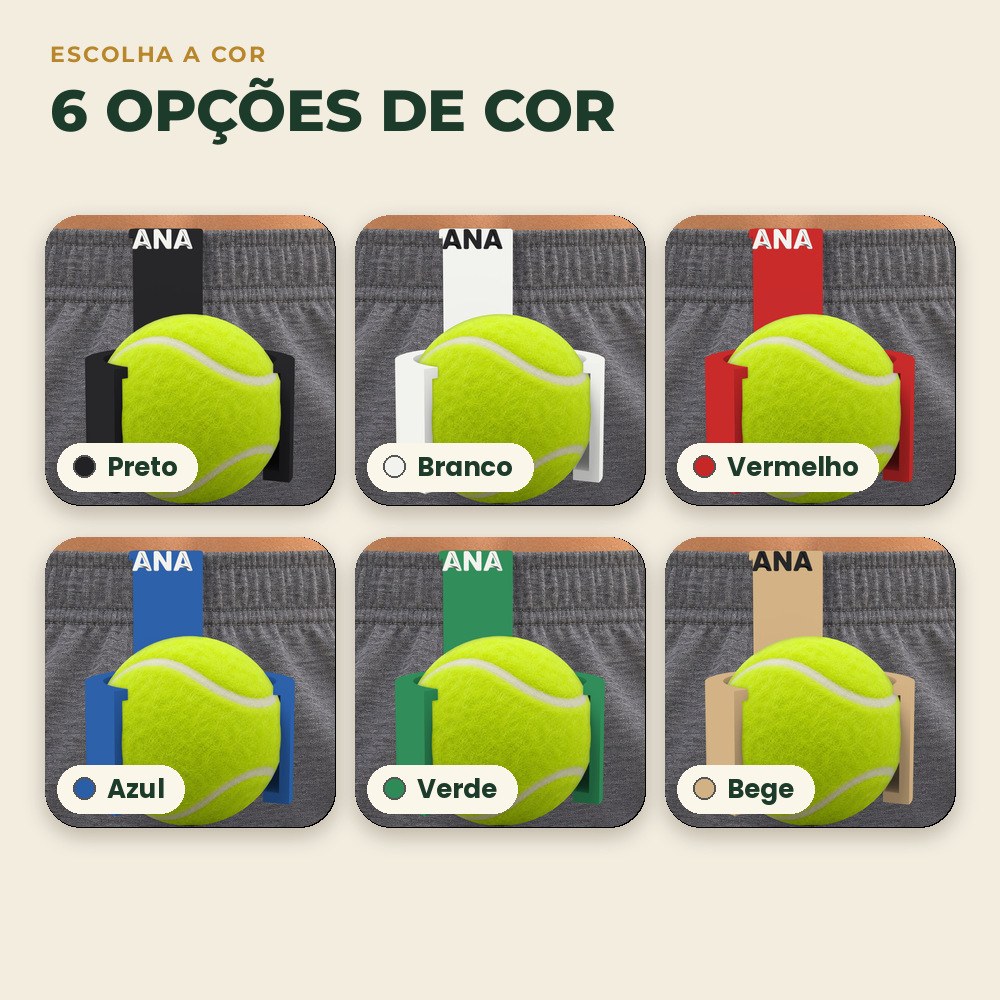 ESCOLHA A COR
6 OPÇÕES DE COR
ANA
ANA
ANA
Preto
Branco
Vermelho
ANA
ANA
ANA
Azul
Verde
Bege